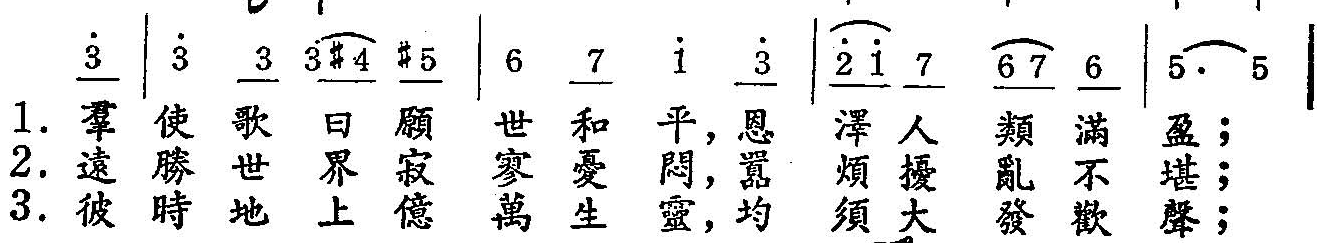 3̇ | 3̇ 3 3 #4 #5 | 6 7 1̇ 3̇ | 2̇ 1̇ 7 6 7 6 | 5· 5
1. 羣使歌曰願世和平,恩澤人類滿盈;
2. 遠勝世界寂寥憂悶,囂煩擾亂不堪;
3. 彼時地上億萬生靈,均須大發歡聲;